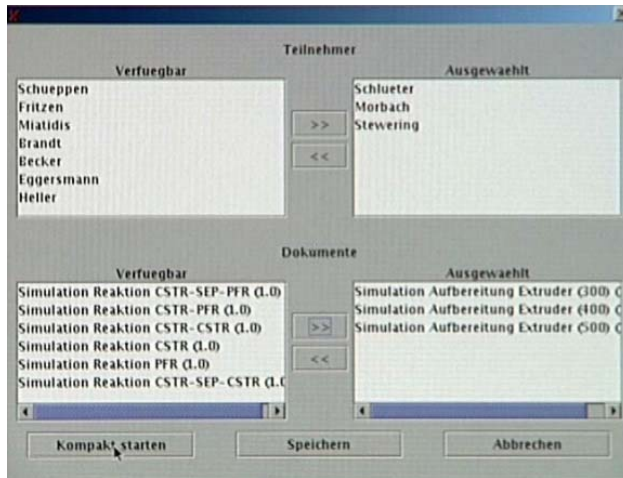 Teilnehmer
Verfuegbar
Ausgewaehlt
Schueppen
Fritzen
Miatidis
Brandt
Becker
Eggersmann
Heller
>>
<<
Schlueter
Morbach
Stewering
Dokumente
Verfuegbar
Ausgewaehlt
Simulation Reaktion CSTR-SEP-PFR (1.0)
Simulation Reaktion CSTR-PFR (1.0)
Simulation Reaktion CSTR-CSTR (1.0)
Simulation Reaktion CSTR (1.0)
Simulation Reaktion PFR (1.0)
Simulation Reaktion CSTR-SEP-CSTR (1.0
>>
<<
Simulation Aufbereitung Extruder (300) (
Simulation Aufbereitung Extruder (400) (
Simulation Aufbereitung Extruder (500) (
Kompakt starten
Speichern
Abbrechen